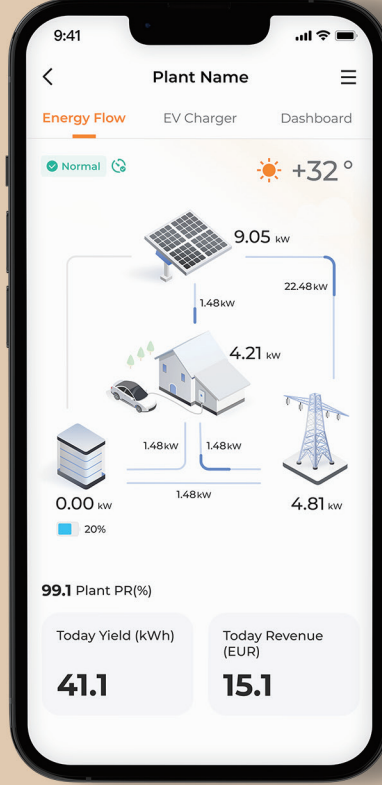 9:41
Plant Name
Energy Flow EV Charger Dashboard
Normal +32°
9.05 kW
22.48kW
1.48kW
4.21 kW
1.48kW 1.48kW
1.48kW
0.00 kW 4.81 kW
20%
99.1 Plant PR(%)
Today Yield (kWh)
41.1
Today Revenue
(EUR)
15.1